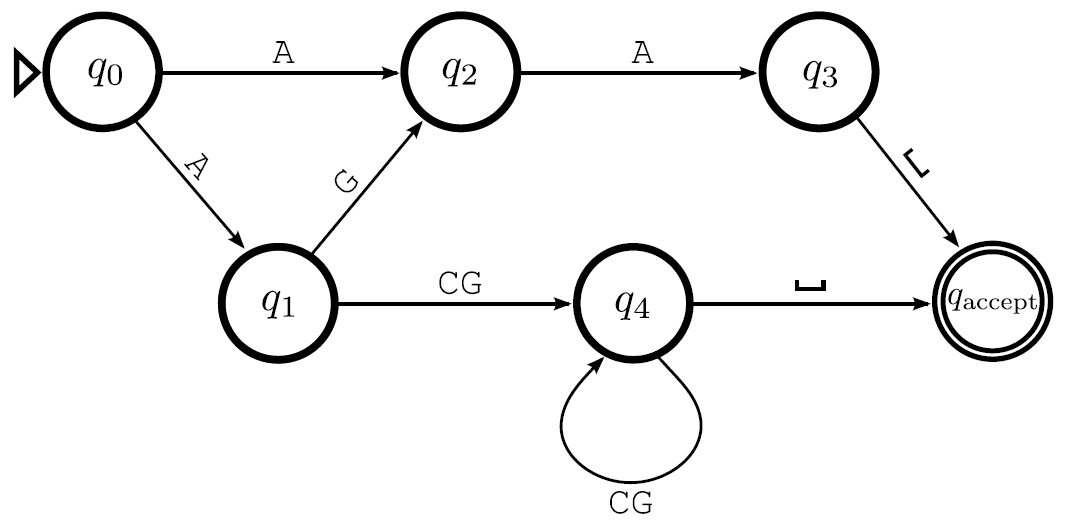 A A
q0 q2 q3
A G ␣
CG ␣
q1 q4 qaccept
CG